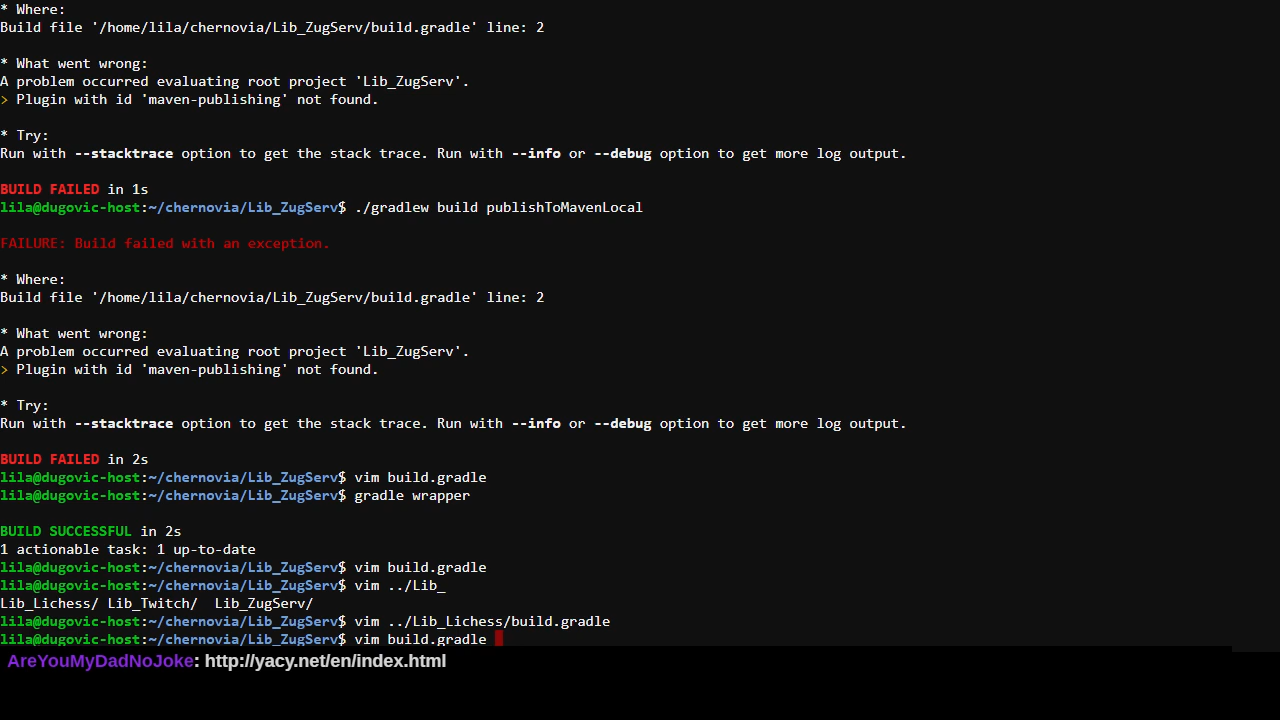 * Where:
Build file '/home/lila/chernovia/Lib_ZugServ/build.gradle' line: 2
* What went wrong:
A problem occurred evaluating root project 'Lib_ZugServ'.
> Plugin with id 'maven-publishing' not found.
* Try:
Run with --stacktrace option to get the stack trace. Run with --info or --debug option to get more log output.
BUILD FAILED in 1s
lila@dugovic-host:~/chernovia/Lib_ZugServ$ ./gradlew build publishToMavenLocal
FAILURE: Build failed with an exception.
* Where:
Build file '/home/lila/chernovia/Lib_ZugServ/build.gradle' line: 2
* What went wrong:
A problem occurred evaluating root project 'Lib_ZugServ'.
> Plugin with id 'maven-publishing' not found.
* Try:
Run with --stacktrace option to get the stack trace. Run with --info or --debug option to get more log output.
BUILD FAILED in 2s
lila@dugovic-host:~/chernovia/Lib_ZugServ$ vim build.gradle
lila@dugovic-host:~/chernovia/Lib_ZugServ$ gradle wrapper
BUILD SUCCESSFUL in 2s
1 actionable task: 1 up-to-date
lila@dugovic-host:~/chernovia/Lib_ZugServ$ vim build.gradle
lila@dugovic-host:~/chernovia/Lib_ZugServ$ vim ../Lib_
Lib_Lichess/ Lib_Twitch/  Lib_ZugServ/
lila@dugovic-host:~/chernovia/Lib_ZugServ$ vim ../Lib_Lichess/build.gradle
lila@dugovic-host:~/chernovia/Lib_ZugServ$ vim build.gradle
AreYouMyDadNoJoke: http://yacy.net/en/index.html